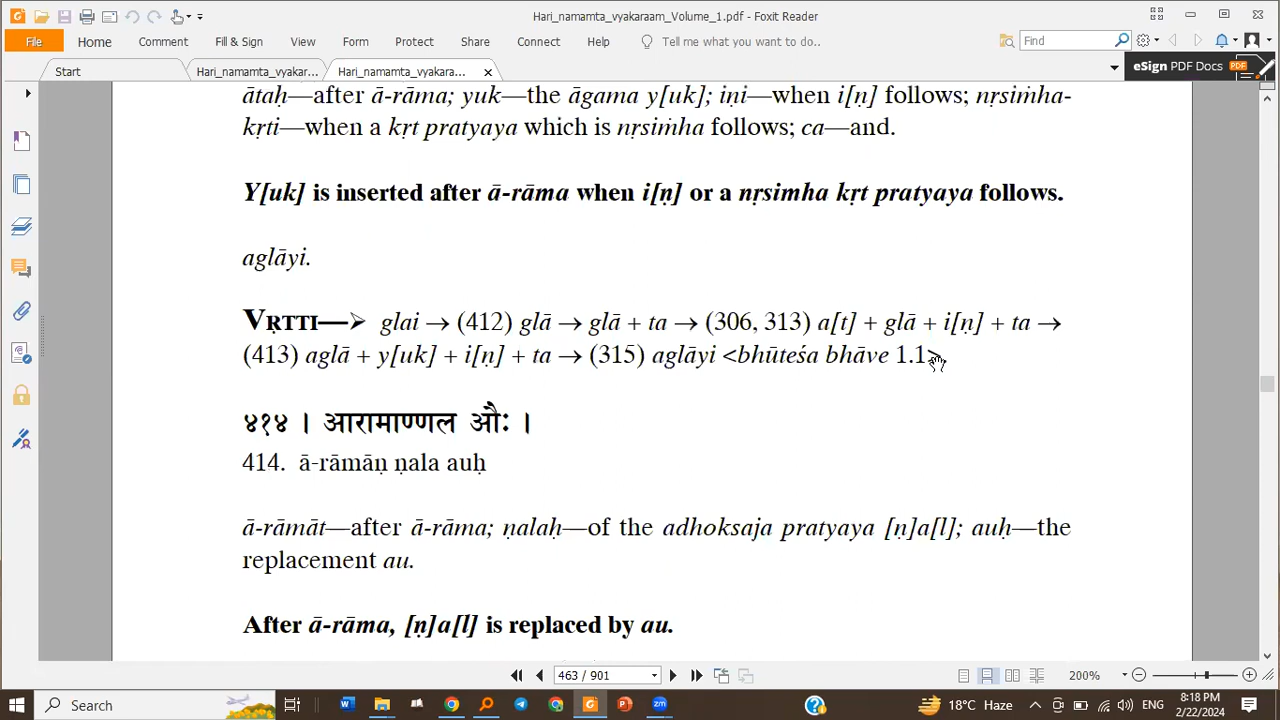 Hari_namamta_vyakaraam_Volume_1.pdf - Foxit Reader
File Home Comment Fill & Sign View Form Protect Share Connect Help Tell me what you want to do.. Find
Start Hari_namamta_vyakar... Hari_namamta_vyakara... eSign PDF Docs
ātaḥ—after ā-rāma; yuk—the āgama y[uk]; iṇi—when i[ṇ] follows; nṛsiṁha-
kṛti—when a kṛt pratyaya which is nṛsiṁha follows; ca—and.
Y[uk] is inserted after ā-rāma when i[ṇ] or a nṛsimha kṛt pratyaya follows.
aglāyi.
VṚTTI—➢ glai → (412) glā → glā + ta → (306, 313) a[t] + glā + i[ṇ] + ta →
(413) aglā + y[uk] + i[ṇ] + ta → (315) aglāyi <bhūteśa bhāve 1.1>
४१४ । आरामाण्णल औः ।
414. ā-rāmāṇ ṇala auḥ
ā-rāmāt—after ā-rāma; ṇalaḥ—of the adhoksaja pratyaya [ṇ]a[l]; auḥ—the
replacement au.
After ā-rāma, [ṇ]a[l] is replaced by au.
463 / 901 200%
Search 18°C Haze ENG 8:18 PM
2/22/2024